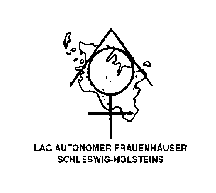 LAG AUTONOMER FRAUENHÄUSER
SCHLESWIG-HOLSTEINS